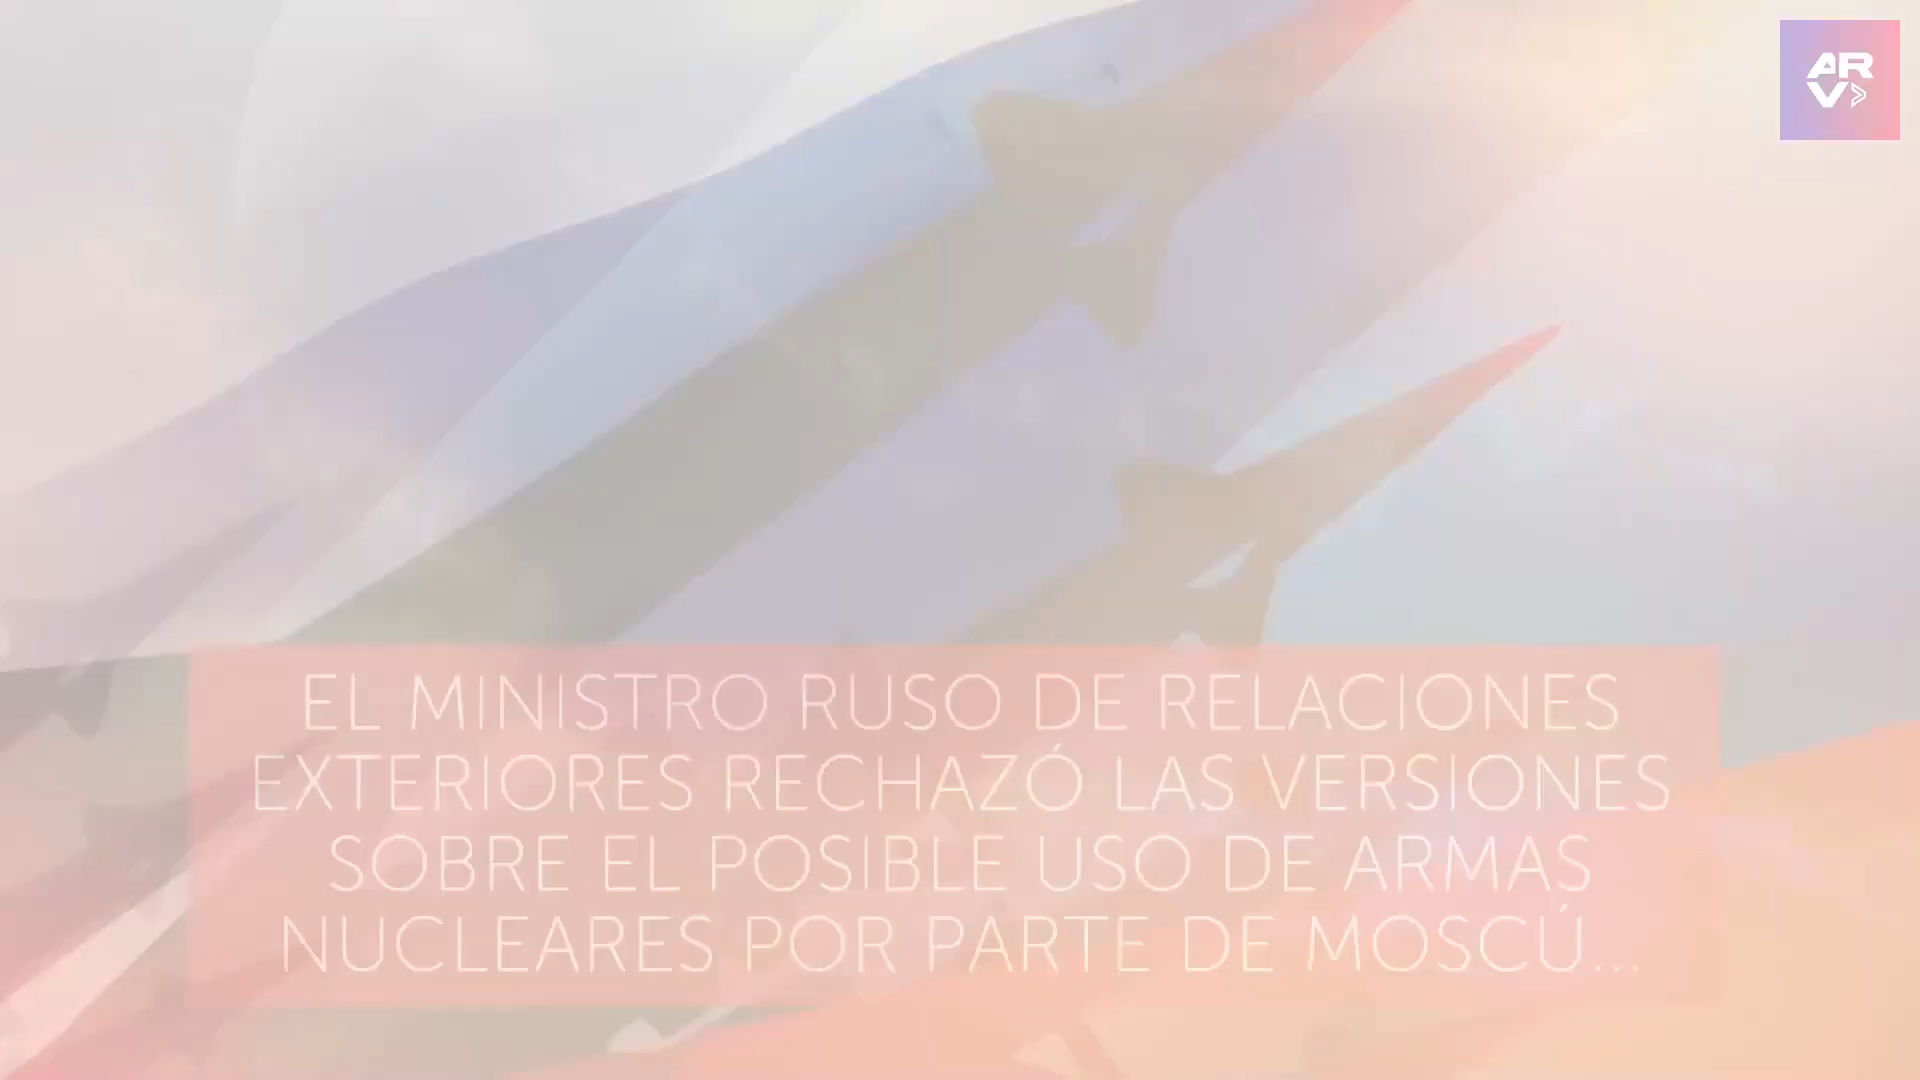 AR
V
EL MINISTRO RUSO DE RELACIONES
EXTERIORES RECHAZÓ LAS VERSIONES
SOBRE EL POSIBLE USO DE ARMAS
NUCLEARES POR PARTE DE MOSCÚ...